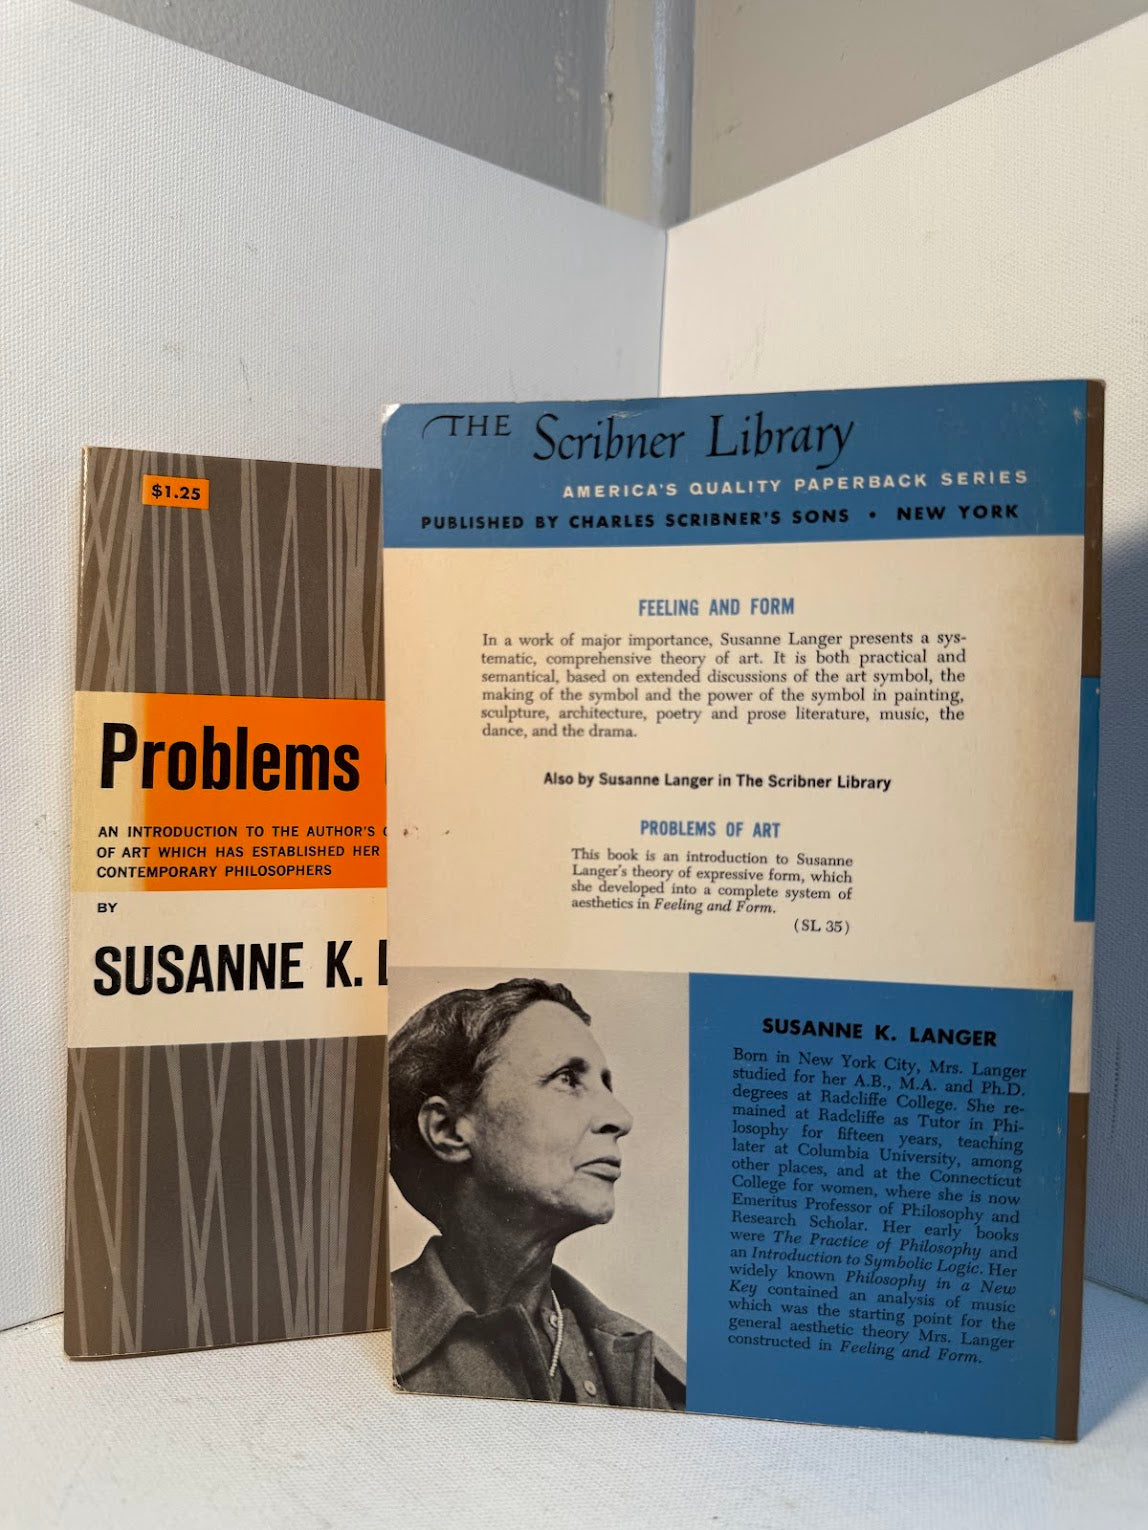 $1.25
Problems
AN INTRODUCTION TO THE AUTHOR'S
OF ART WHICH HAS ESTABLISHED HER
CONTEMPORARY PHILOSOPHERS
BY
SUSANNE K.
THE Scribner Library
AMERICA'S QUALITY PAPERBACK SERIES
PUBLISHED BY CHARLES SCRIBNER'S SONS • NEW YORK
FEELING AND FORM
In a work of major importance, Susanne Langer presents a sys-
tematic, comprehensive theory of art. It is both practical and
semantical, based on extended discussions of the art symbol, the
making of the symbol and the power of the symbol in painting,
sculpture, architecture, poetry and prose literature, music, the
dance, and the drama.
Also by Susanne Langer in The Scribner Library
PROBLEMS OF ART
This book is an introduction to Susanne
Langer's theory of expressive form, which
she developed into a complete system of
aesthetics in Feeling and Form.
(SL 35)
SUSANNE K. LANGER
Born in New York City, Mrs. Langer
studied for her A.B., M.A. and Ph.D.
degrees at Radcliffe College. She re-
mained at Radcliffe as Tutor in Phi-
losophy for fifteen years, teaching
later at Columbia University, among
other places, and at the Connecticut
College for women, where she is now
Emeritus Professor of Philosophy and
Research Scholar. Her early books
were The Practice of Philosophy and
an Introduction to Symbolic Logic. Her
widely known Philosophy in a New
Key contained an analysis of music
which was the starting point for the
general aesthetic theory Mrs. Langer
constructed in Feeling and Form.